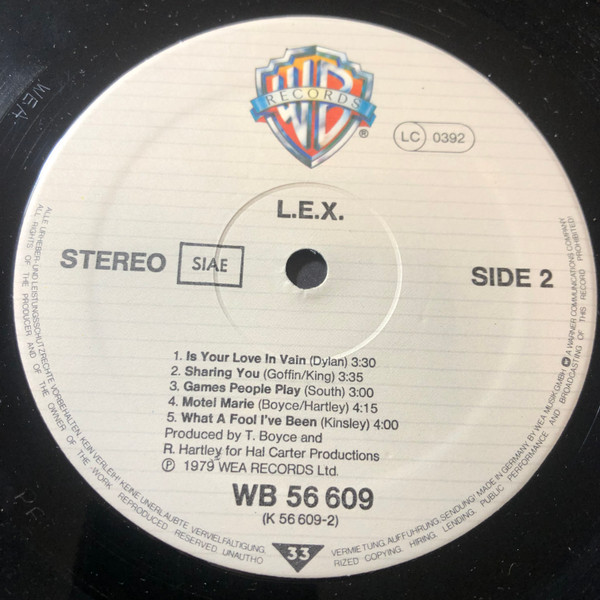 WB
RECORDS
®
LC 0392
L.E.X.
STEREO
SIAE
SIDE 2
1. Is Your Love In Vain (Dylan) 3:30
2. Sharing You (Goffin/King) 3:35
3. Games People Play (South) 3:00
4. Motel Marie (Boyce/Hartley) 4:15
5. What A Fool I've Been (Kinsley) 4:00
Produced by T. Boyce and
R. Hartley for Hal Carter Productions
Ⓟ 1979 WEA RECORDS Ltd.
WB 56 609
(K 56 609-2)
33
ALLE URHEBER- UND LEISTUNGSSCHUTZRECHTE VORBEHALTEN. KEIN VERLEIH! KEINE UNERLAUBTE VERVIELFÄLTIGUNG, VERMIETUNG, AUFFÜHRUNG, SENDUNG! MADE IN GERMANY BY WEA MUSIK GMBH A WARNER COMMUNICATIONS COMPANY
ALL RIGHTS OF THE PRODUCER AND OF THE OWNER OF THE WORK REPRODUCED RESERVED. UNAUTHORIZED COPYING, HIRING, LENDING, PUBLIC PERFORMANCE AND BROADCASTING OF THIS RECORD PROHIBITED!
W.E.A